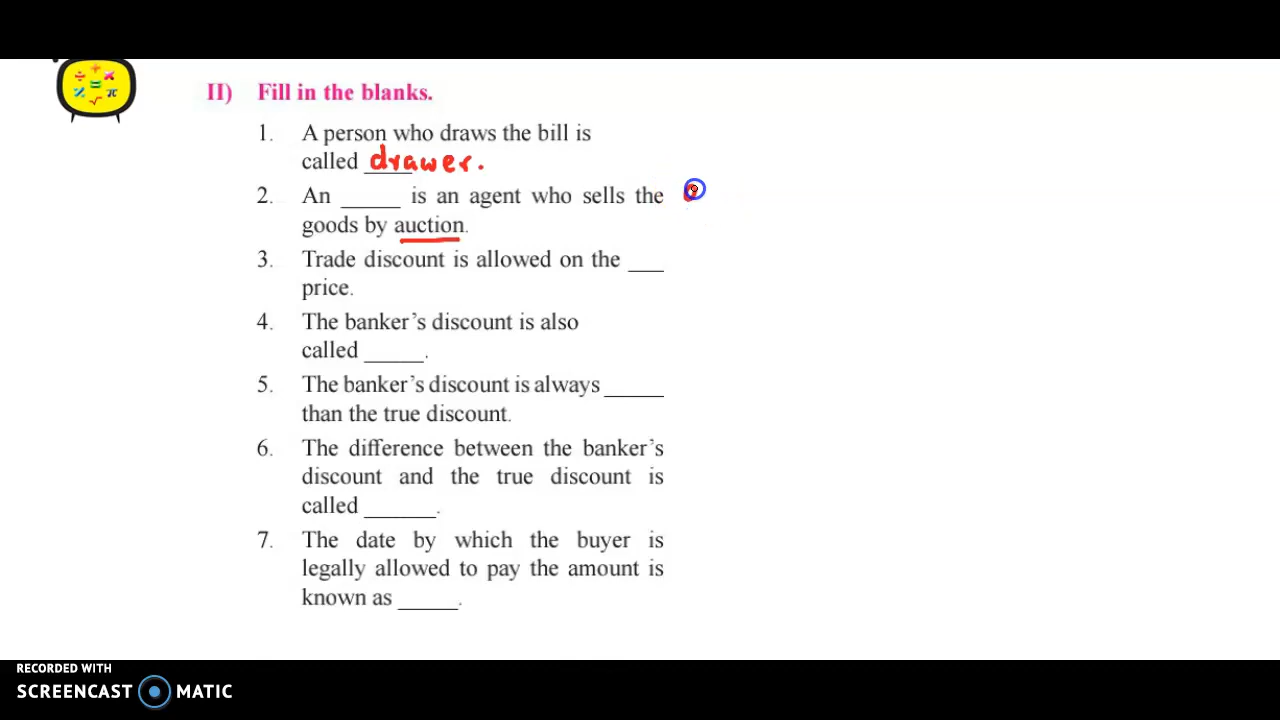 II) Fill in the blanks.
1. A person who draws the bill is
called drawer.
2. An _____ is an agent who sells the
goods by auction.
3. Trade discount is allowed on the ___
price.
4. The banker's discount is also
called _____.
5. The banker's discount is always _____
than the true discount.
6. The difference between the banker's
discount and the true discount is
called ______.
7. The date by which the buyer is
legally allowed to pay the amount is
known as _____.
RECORDED WITH
SCREENCAST MATIC